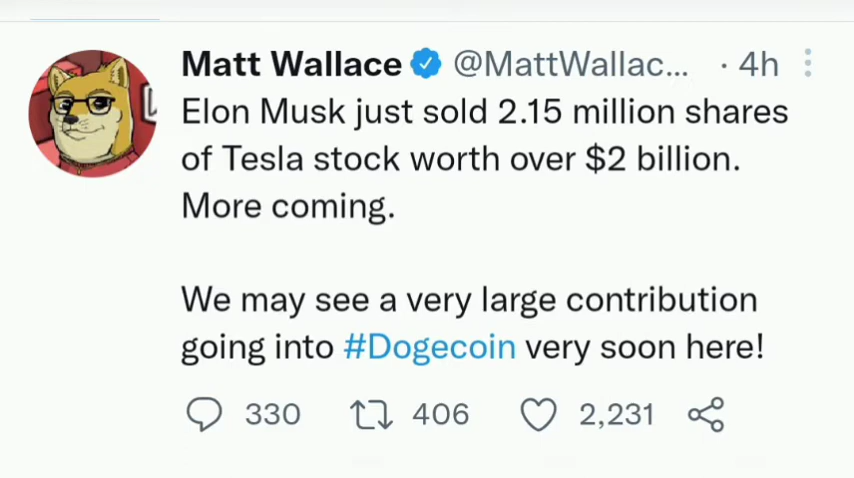 Matt Wallace @MattWallac... · 4h
Elon Musk just sold 2.15 million shares
of Tesla stock worth over $2 billion.
More coming.
We may see a very large contribution
going into #Dogecoin very soon here!
330 406 2,231